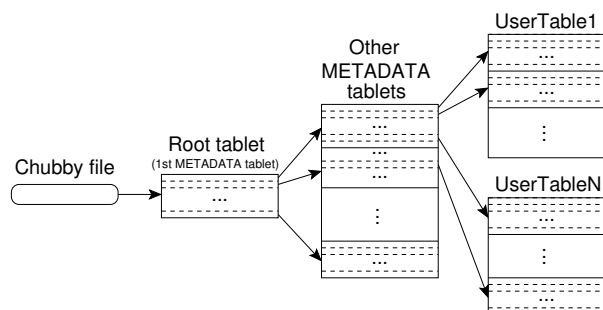 UserTable1
Other
METADATA
tablets
Root tablet
(1st METADATA tablet)
Chubby file
UserTableN
...
...
...
...
...
...
...
...
⋮
⋮
⋮